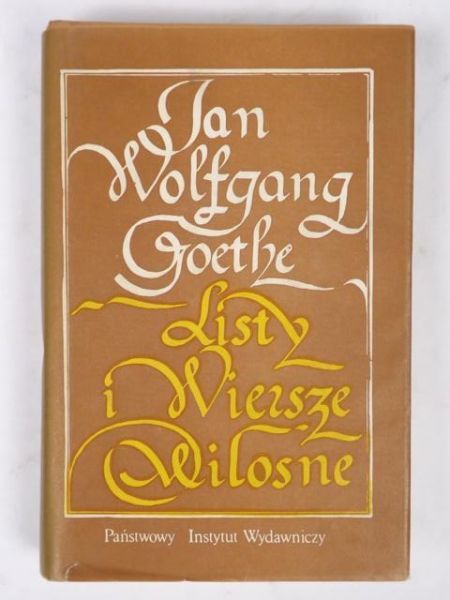 Jan
Wolfgang
Goethe
Listy
i Wiersze
Miłosne
Państwowy Instytut Wydawniczy